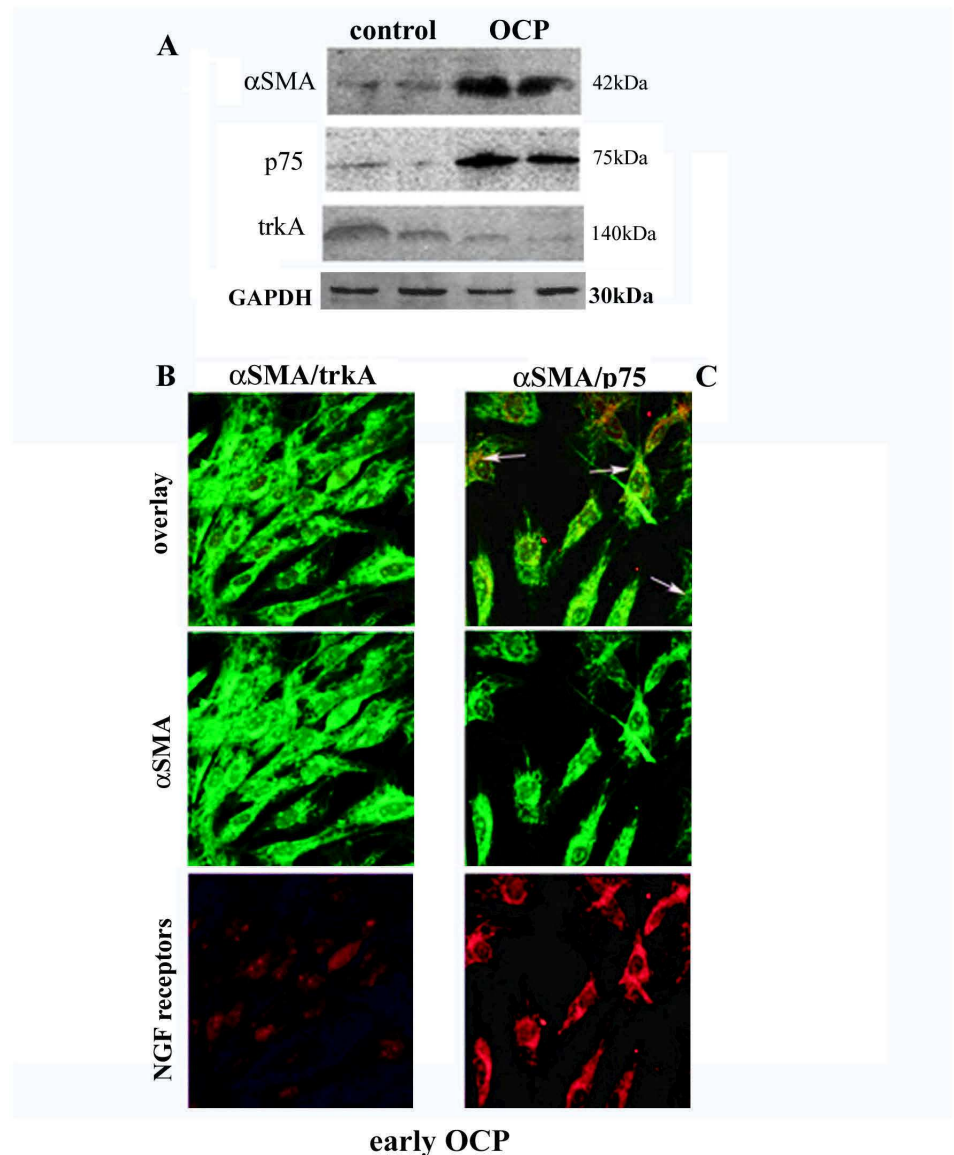 A
control OCP
αSMA 42kDa
p75 75kDa
trkA 140kDa
GAPDH 30kDa
B αSMA/trkA αSMA/p75 C
overlay
αSMA
NGF receptors
early OCP